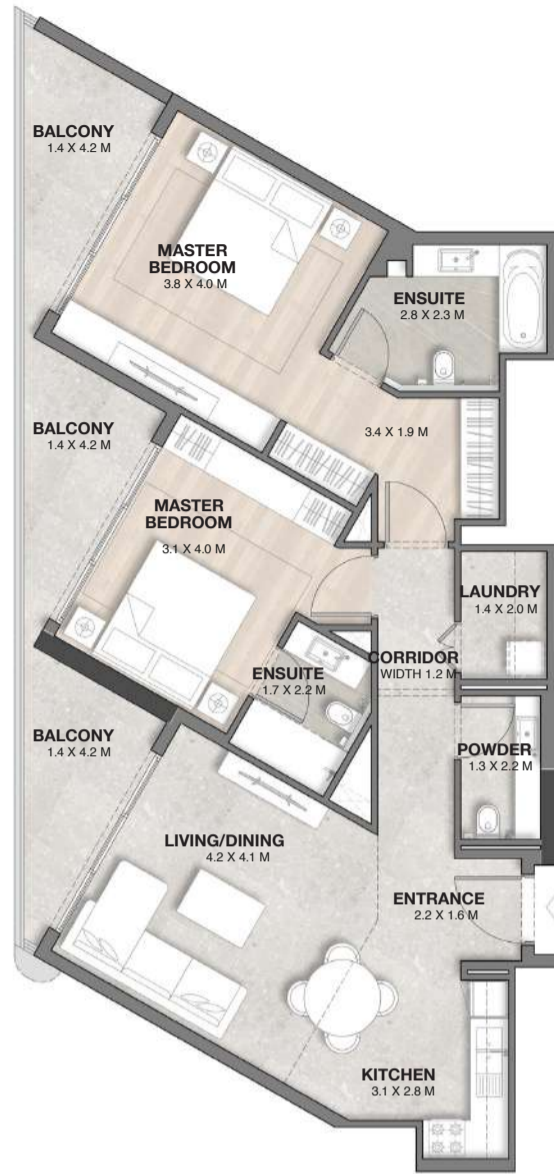 BALCONY
1.4 X 4.2 M
MASTER
BEDROOM
3.8 X 4.0 M
ENSUITE
2.8 X 2.3 M
BALCONY
1.4 X 4.2 M
3.4 X 1.9 M
MASTER
BEDROOM
3.1 X 4.0 M
LAUNDRY
1.4 X 2.0 M
CORRIDOR
WIDTH 1.2 M
ENSUITE
1.7 X 2.2 M
BALCONY
1.4 X 4.2 M
POWDER
1.3 X 2.2 M
LIVING/DINING
4.2 X 4.1 M
ENTRANCE
2.2 X 1.6 M
KITCHEN
3.1 X 2.8 M